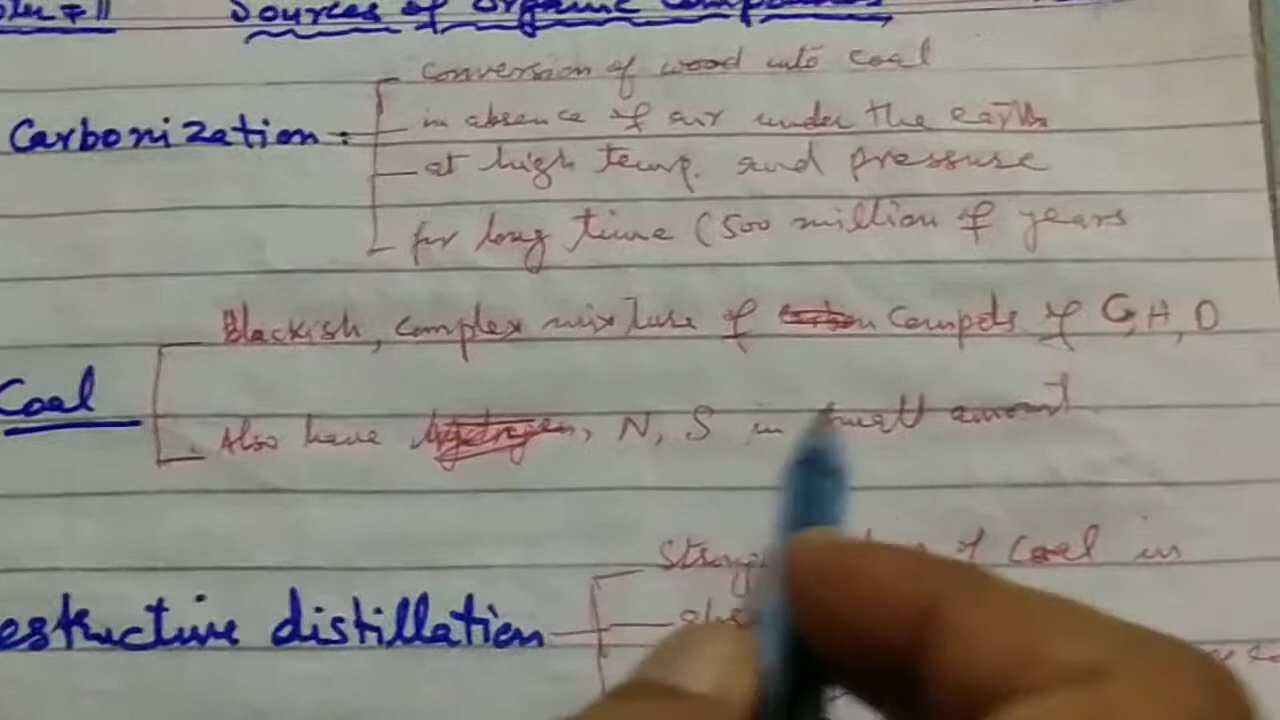 Sources of Organic Compounds
Carbonization :
conversion of wood into coal
in absence of air under the earth
at high temp. and pressure
for long time (500 million of years
Coal
Blackish, complex mixture of Compds of C, H, O
Also have hydrogen, N, S in small amount
of Coal in
estructive distillation